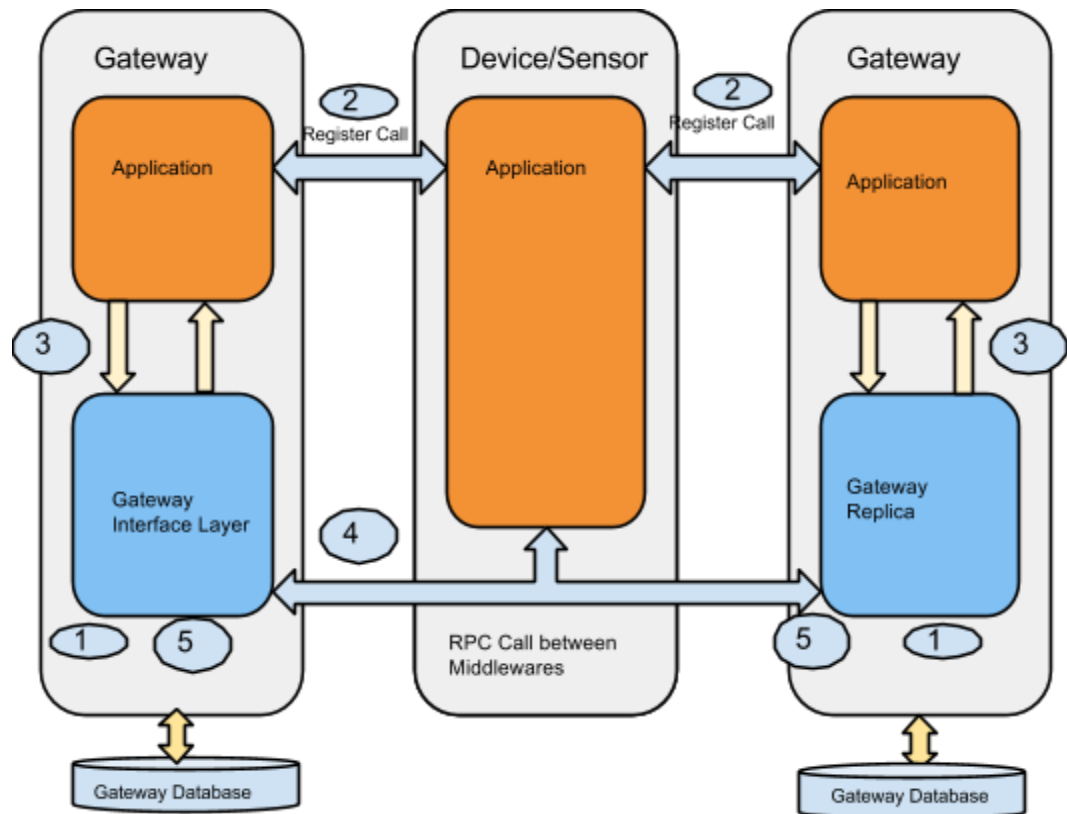 Gateway
Device/Sensor
Gateway
2
Register Call
2
Register Call
Application
Application
Application
3
3
Gateway
Interface Layer
Gateway
Replica
4
1
5
RPC Call between
Middlewares
5
1
Gateway Database
Gateway Database